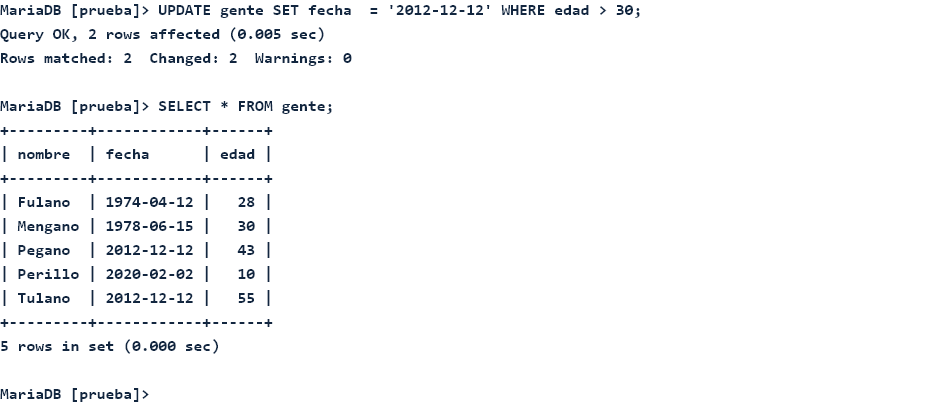 MariaDB [prueba]> UPDATE gente SET fecha  = '2012-12-12' WHERE edad > 30;
Query OK, 2 rows affected (0.005 sec)
Rows matched: 2  Changed: 2  Warnings: 0

MariaDB [prueba]> SELECT * FROM gente;
+---------+------------+------+
| nombre  | fecha      | edad |
+---------+------------+------+
| Fulano  | 1974-04-12 |   28 |
| Mengano | 1978-06-15 |   30 |
| Pegano  | 2012-12-12 |   43 |
| Perillo | 2020-02-02 |   10 |
| Tulano  | 2012-12-12 |   55 |
+---------+------------+------+
5 rows in set (0.000 sec)

MariaDB [prueba]>